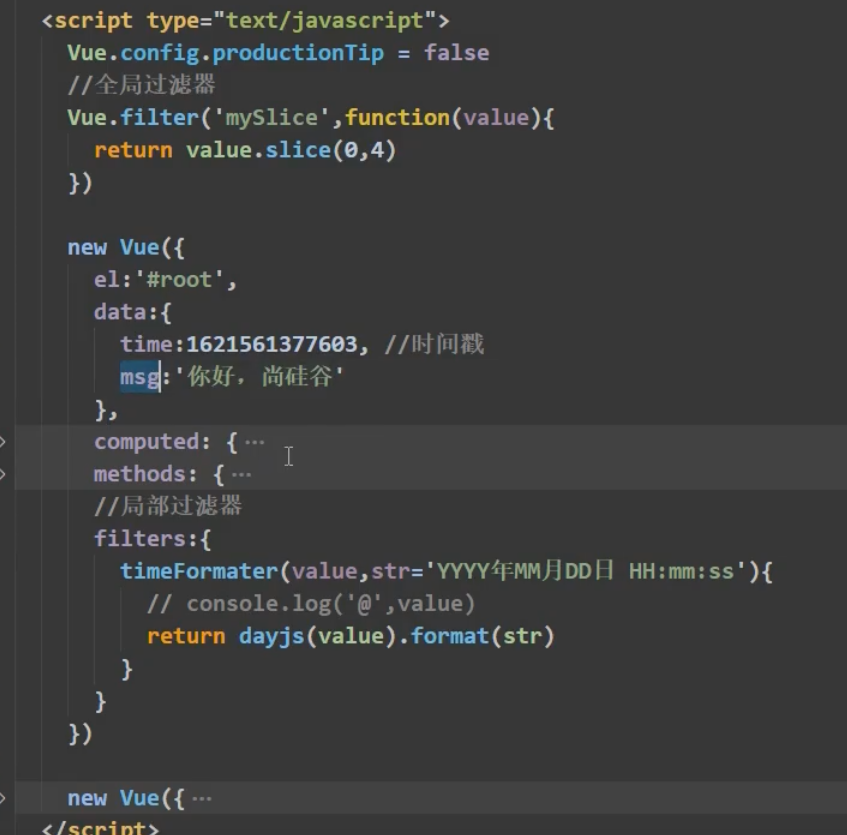 <script type="text/javascript">
Vue.config.productionTip = false
//全局过滤器
Vue.filter('mySlice',function(value){
return value.slice(0,4)
})
new Vue({
el:'#root',
data:{
time:1621561377603, //时间戳
msg:'你好，尚硅谷'
},
computed: { ···
methods: { ···
//局部过滤器
filters:{
timeFormater(value,str='YYYY年MM月DD日 HH:mm:ss'){
// console.log('@',value)
return dayjs(value).format(str)
}
}
})
new Vue({ ···
</script>